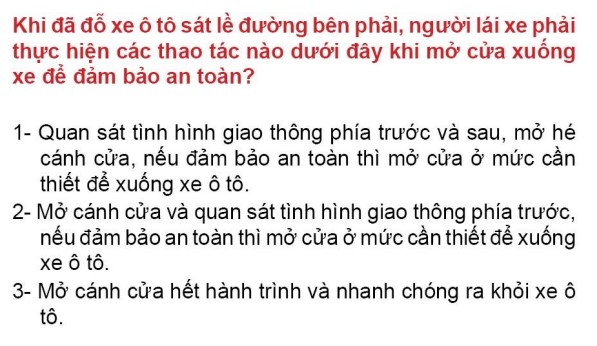 Khi đã đỗ xe ô tô sát lề đường bên phải, người lái xe phải
thực hiện các thao tác nào dưới đây khi mở cửa xuống
xe để đảm bảo an toàn?
1- Quan sát tình hình giao thông phía trước và sau, mở hé
cánh cửa, nếu đảm bảo an toàn thì mở cửa ở mức cần
thiết để xuống xe ô tô.
2- Mở cánh cửa và quan sát tình hình giao thông phía trước,
nếu đảm bảo an toàn thì mở cửa ở mức cần thiết để xuống
xe ô tô.
3- Mở cánh cửa hết hành trình và nhanh chóng ra khỏi xe ô
tô.